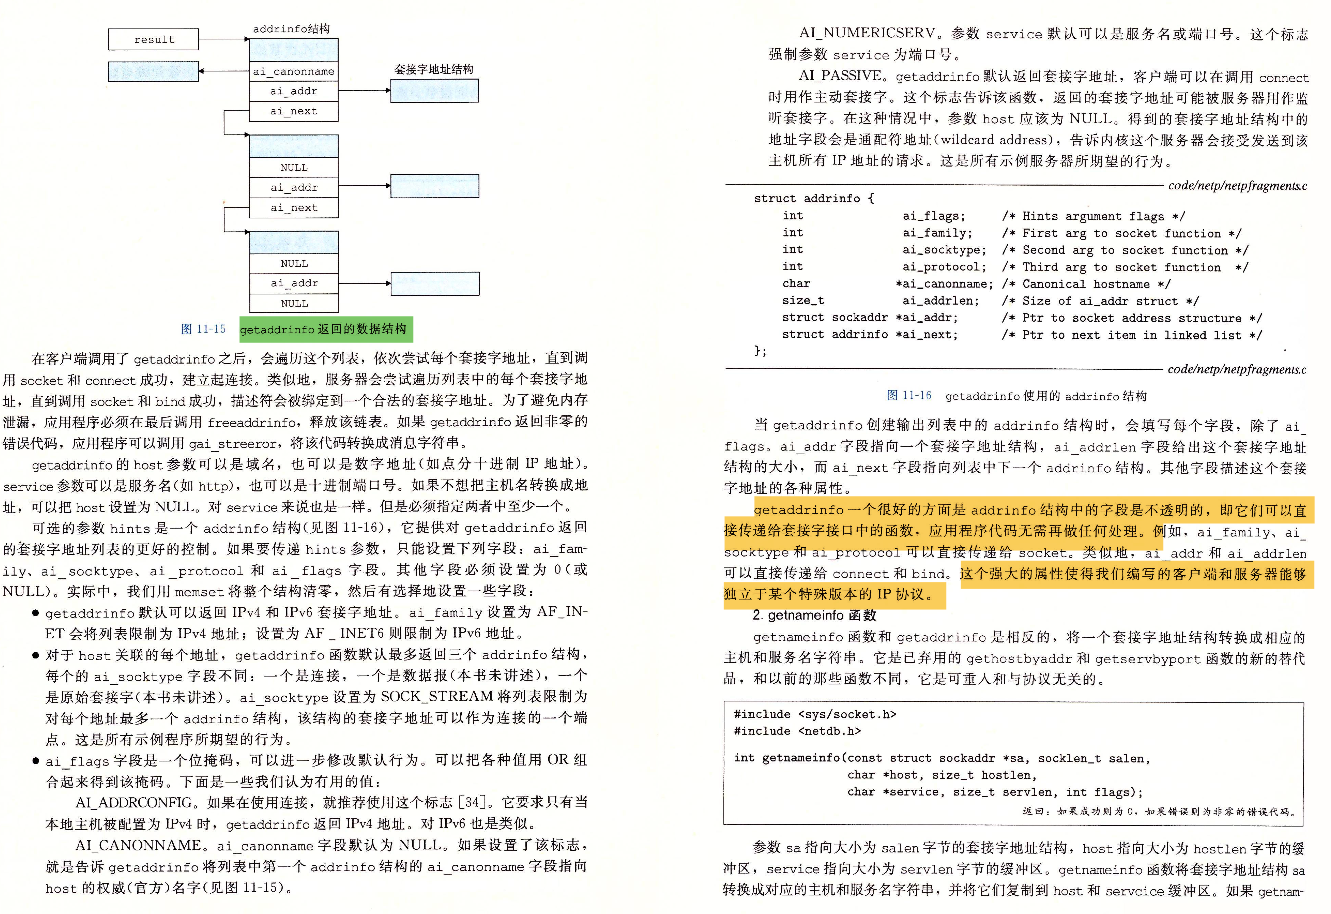 addrinfo结构
result
ai_canonname
套接字地址结构
ai_addr
ai_next
NULL
ai_addr
ai_next
NULL
ai_addr
NULL
图 11-15 getaddrinfo 返回的数据结构
在客户端调用了 getaddrinfo 之后，会遍历这个列表，依次尝试每个套接字地址，直到调
用 socket 和 connect 成功，建立起连接。类似地，服务器会尝试遍历列表中的每个套接字地
址，直到调用 socket 和 bind 成功，描述符会被绑定到一个合法的套接字地址。为了避免内存
泄漏，应用程序必须在最后调用 freeaddrinfo，释放该链表。如果 getaddrinfo 返回非零的
错误代码，应用程序可以调用 gai_streeror，将该代码转换成消息字符串。
getaddrinfo 的 host 参数可以是域名，也可以是数字地址(如点分十进制 IP 地址)。
service 参数可以是服务名(如 http)，也可以是十进制端口号。如果不想把主机名转换成地
址，可以把 host 设置为 NULL。对 service 来说也是一样。但是必须指定两者中至少一个。
可选的参数 hints 是一个 addrinfo 结构(见图 11-16)，它提供对 getaddrinfo 返回
的套接字地址列表的更好的控制。如果要传递 hints 参数，只能设置下列字段：ai_fam-
ily、ai_socktype、ai_protocol 和 ai_flags 字段。其他字段必须设置为 0(或
NULL)。实际中，我们用 memset 将整个结构清零，然后有选择地设置一些字段：
● getaddrinfo 默认可以返回 IPv4 和 IPv6 套接字地址。ai_family 设置为 AF_IN-
ET 会将列表限制为 IPv4 地址；设置为 AF_INET6 则限制为 IPv6 地址。
● 对于 host 关联的每个地址，getaddrinfo 函数默认最多返回三个 addrinfo 结构，
每个的 ai_socktype 字段不同：一个是连接，一个是数据报(本书未讲述)，一个
是原始套接字(本书未讲述)。ai_socktype 设置为 SOCK_STREAM 将列表限制为
对每个地址最多一个 addrinfo 结构，该结构的套接字地址可以作为连接的一个端
点。这是所有示例程序所期望的行为。
● ai_flags 字段是一个位掩码，可以进一步修改默认行为。可以把各种值用 OR 组
合起来得到该掩码。下面是一些我们认为有用的值：
AI_ADDRCONFIG。如果在使用连接，就推荐使用这个标志［34］。它要求只有当
本地主机被配置为 IPv4 时，getaddrinfo 返回 IPv4 地址。对 IPv6 也是类似。
AI_CANONNAME。ai_canonname 字段默认为 NULL。如果设置了该标志，
就是告诉 getaddrinfo 将列表中第一个 addrinfo 结构的 ai_canonname 字段指向
host 的权威(官方)名字(见图 11-15)。
AI_NUMERICSERV。参数 service 默认可以是服务名或端口号。这个标志
强制参数 service 为端口号。
AI_PASSIVE。getaddrinfo 默认返回套接字地址，客户端可以在调用 connect
时用作主动套接字。这个标志告诉该函数，返回的套接字地址可能被服务器用作监
听套接字。在这种情况中，参数 host 应该为 NULL。得到的套接字地址结构中的
地址字段会是通配符地址(wildcard address)，告诉内核这个服务器会接受发送到该
主机所有 IP 地址的请求。这是所有示例服务器所期望的行为。
code/netp/netpfragments.c
struct addrinfo {
int ai_flags; /* Hints argument flags */
int ai_family; /* First arg to socket function */
int ai_socktype; /* Second arg to socket function */
int ai_protocol; /* Third arg to socket function */
char *ai_canonname; /* Canonical hostname */
size_t ai_addrlen; /* Size of ai_addr struct */
struct sockaddr *ai_addr; /* Ptr to socket address structure */
struct addrinfo *ai_next; /* Ptr to next item in linked list */
};
code/netp/netpfragments.c
图 11-16 getaddrinfo 使用的 addrinfo 结构
当 getaddrinfo 创建输出列表中的 addrinfo 结构时，会填写每个字段，除了 ai_
flags。ai_addr 字段指向一个套接字地址结构，ai_addrlen 字段给出这个套接字地址
结构的大小，而 ai_next 字段指向列表中下一个 addrinfo 结构。其他字段描述这个套接
字地址的各种属性。
getaddrinfo 一个很好的方面是 addrinfo 结构中的字段是不透明的，即它们可以直
接传递给套接字接口中的函数，应用程序代码无需再做任何处理。例如，ai_family、ai_
socktype 和 ai_protocol 可以直接传递给 socket。类似地，ai_addr 和 ai_addrlen
可以直接传递给 connect 和 bind。这个强大的属性使得我们编写的客户端和服务器能够
独立于某个特殊版本的 IP 协议。
2. getnameinfo 函数
getnameinfo 函数和 getaddrinfo 是相反的，将一个套接字地址结构转换成相应的
主机和服务名字符串。它是已弃用的 gethostbyaddr 和 getservbyport 函数的新的替代
品，和以前的那些函数不同，它是可重入和与协议无关的。
#include <sys/socket.h>
#include <netdb.h>
int getnameinfo(const struct sockaddr *sa, socklen_t salen,
char *host, size_t hostlen,
char *service, size_t servlen, int flags);
返回：如果成功则为 0，如果错误则为非零的错误代码。
参数 sa 指向大小为 salen 字节的套接字地址结构，host 指向大小为 hostlen 字节的缓
冲区，service 指向大小为 servlen 字节的缓冲区。getnameinfo 函数将套接字地址结构 sa
转换成对应的主机和服务名字符串，并将它们复制到 host 和 servcice 缓冲区。如果 getnam-